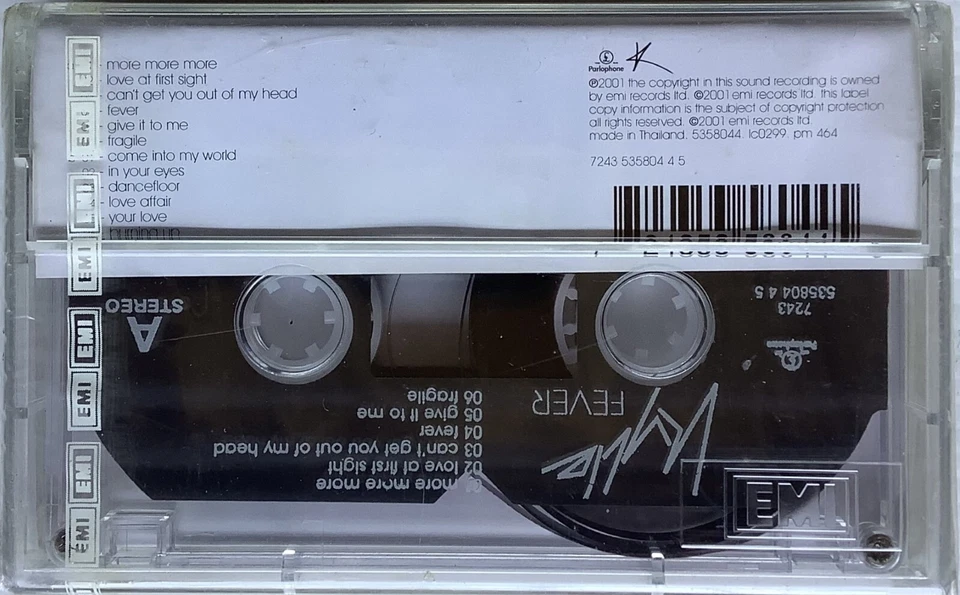 more more more
love at first sight
can't get you out of my head
fever
give it to me
fragile
come into my world
in your eyes
dancefloor
love affair
your love
burning up
Parlophone
℗2001 the copyright in this sound recording is owned
by emi records ltd. ©2001 emi records ltd. this label
copy information is the subject of copyright protection
all rights reserved. ©2001 emi records ltd.
made in Thailand. 5358044. lc0299. pm 464
7243 535804 4 5
EMI
EMI
EMI
EMI
EMI
EMI
EMI
EMI
A
STEREO
7243
535804 4 5
Parlophone
Kylie
FEVER
more more more
02 love at first sight
03 can't get you out of my head
04 fever
05 give it to me
06 fragile
EMI